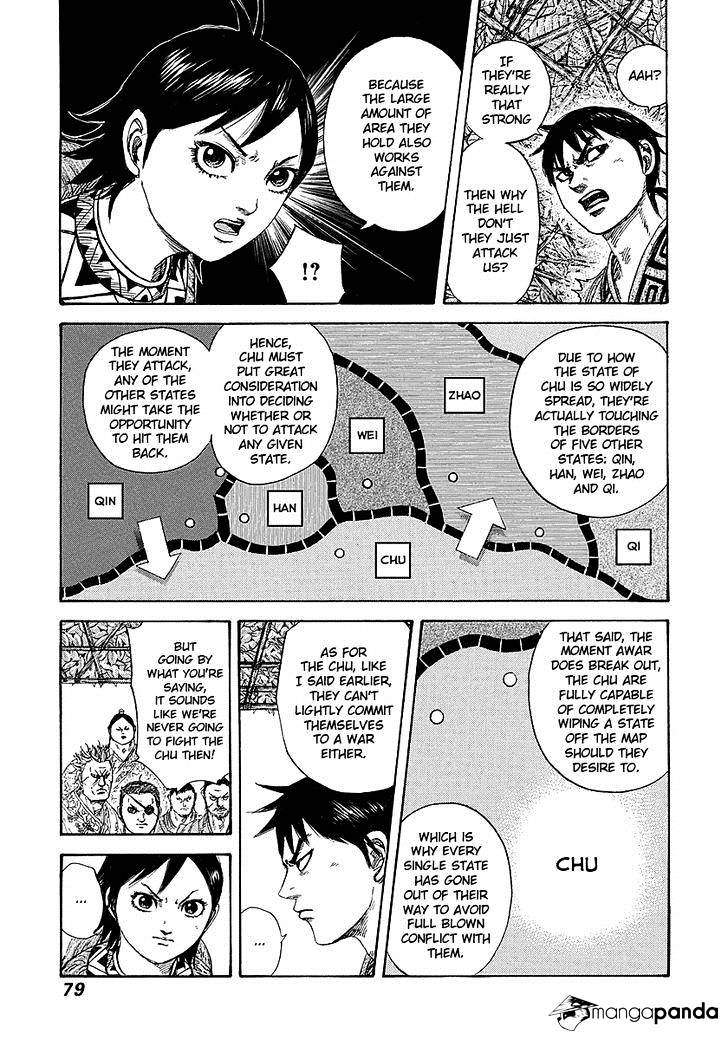 AAH?
IF
THEY'RE
REALLY
THAT
STRONG
THEN WHY
THE HELL
DON'T
THEY JUST
ATTACK
US?
BECAUSE
THE LARGE
AMOUNT OF
AREA THEY
HOLD ALSO
WORKS
AGAINST
THEM.
!?
DUE TO HOW
THE STATE OF
CHU IS SO WIDELY
SPREAD, THEY'RE
ACTUALLY TOUCHING
THE BORDERS
OF FIVE OTHER
STATES: QIN,
HAN, WEI, ZHAO
AND QI.
HENCE,
CHU MUST
PUT GREAT
CONSIDERATION
INTO DECIDING
WHETHER OR
NOT TO ATTACK
ANY GIVEN
STATE.
THE MOMENT
THEY ATTACK,
ANY OF THE
OTHER STATES
MIGHT TAKE THE
OPPORTUNITY
TO HIT THEM
BACK.
ZHAO
WEI
QIN
HAN
CHU
QI
THAT SAID, THE
MOMENT AWAR
DOES BREAK OUT,
THE CHU ARE
FULLY CAPABLE
OF COMPLETELY
WIPING A STATE
OFF THE MAP
SHOULD THEY
DESIRE TO.
CHU
WHICH IS
WHY EVERY
SINGLE STATE
HAS GONE
OUT OF THEIR
WAY TO AVOID
FULL BLOWN
CONFLICT WITH
THEM.
AS FOR
THE CHU, LIKE
I SAID EARLIER,
THEY CAN'T
LIGHTLY COMMIT
THEMSELVES
TO A WAR
EITHER.
...
BUT
GOING BY
WHAT YOU'RE
SAYING,
IT SOUNDS
LIKE WE'RE
NEVER GOING
TO FIGHT THE
CHU THEN!
...
79
mangapanda